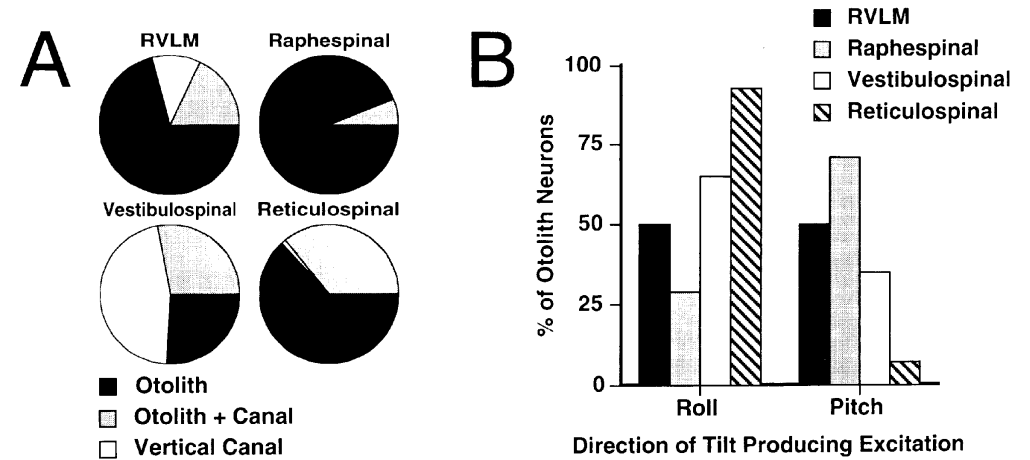 A
RVLM
Raphespinal
Vestibulospinal
Reticulospinal
Otolith
Otolith + Canal
Vertical Canal
B
RVLM
Raphespinal
Vestibulospinal
Reticulospinal
% of Otolith Neurons
100
75
50
25
0
Roll
Pitch
Direction of Tilt Producing Excitation